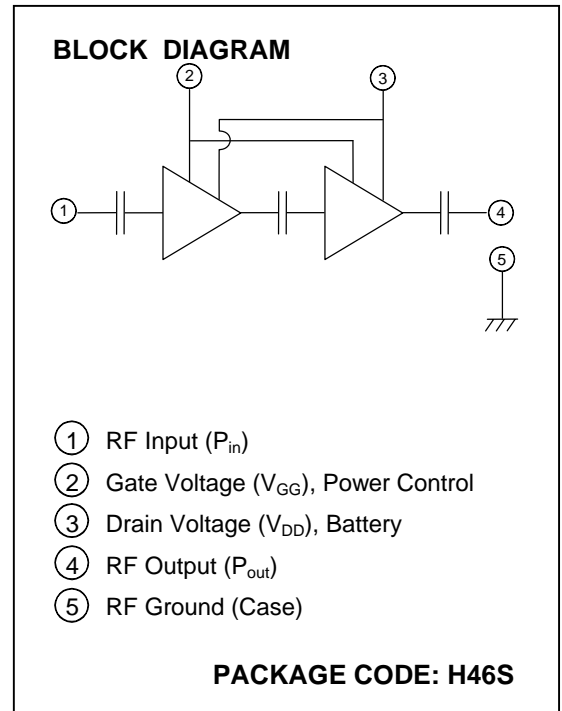 BLOCK DIAGRAM
2 3
1 4
5
1 RF Input (Pin)
2 Gate Voltage (VGG), Power Control
3 Drain Voltage (VDD), Battery
4 RF Output (Pout)
5 RF Ground (Case)
PACKAGE CODE: H46S